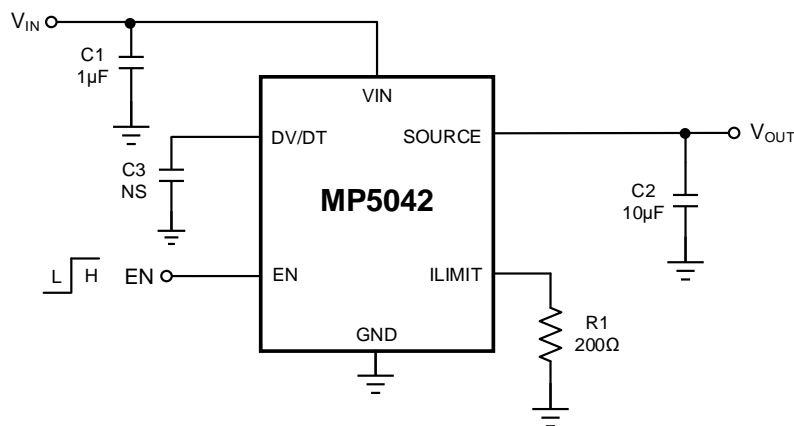 VIN
C1
1µF
VIN
DV/DT
SOURCE
VOUT
C3
NS
MP5042
C2
10µF
L
H
EN
EN
ILIMIT
GND
R1
200Ω